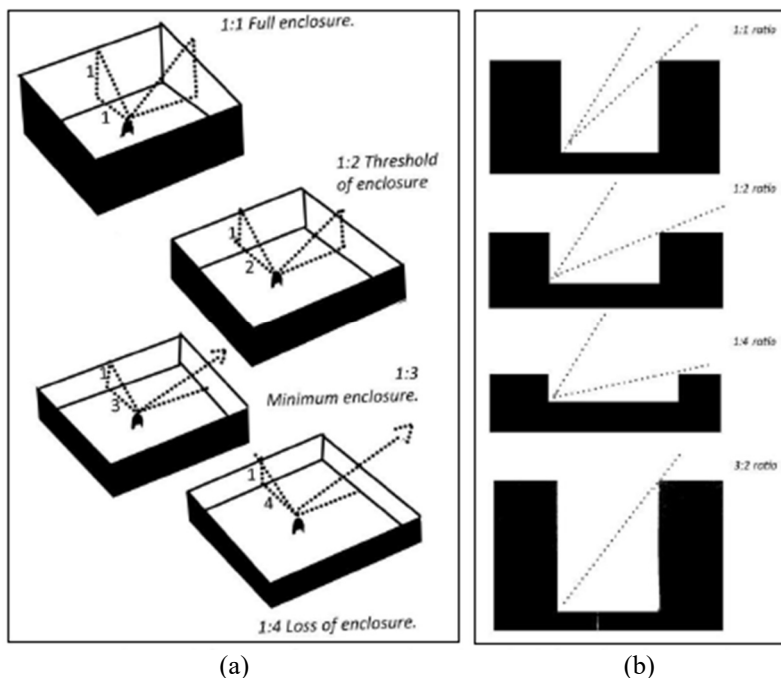 1:1 Full enclosure.
1
1
1:2 Threshold
of enclosure
1
2
1
3
1:3
Minimum enclosure.
1
4
1:4 Loss of enclosure.
(a)
1:1 ratio
1:2 ratio
1:4 ratio
3:2 ratio
(b)